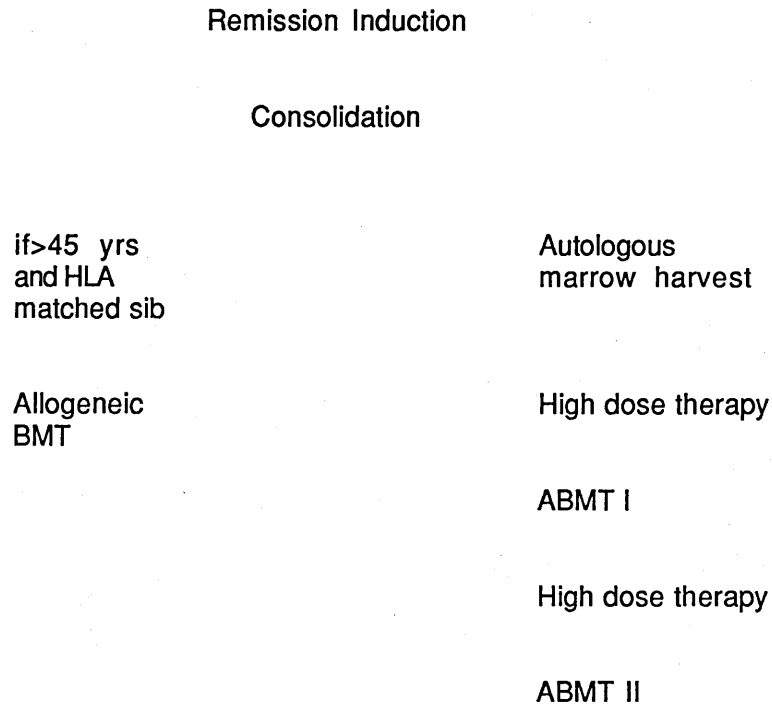 Remission Induction
Consolidation
if>45 yrs
and HLA
matched sib
Autologous
marrow harvest
Allogeneic
BMT
High dose therapy
ABMT I
High dose therapy
ABMT II